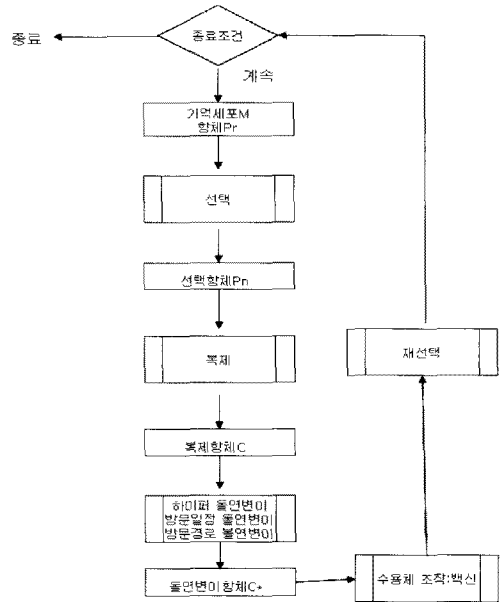 종료조건
종료
계속
기억세포M
항체Pr
선택
선택항체Pn
복제
재선택
복제항체C
하이퍼 돌연변이
방문일정 돌연변이
방문경로 돌연변이
돌연변이항체C*
수용체 조작:백신